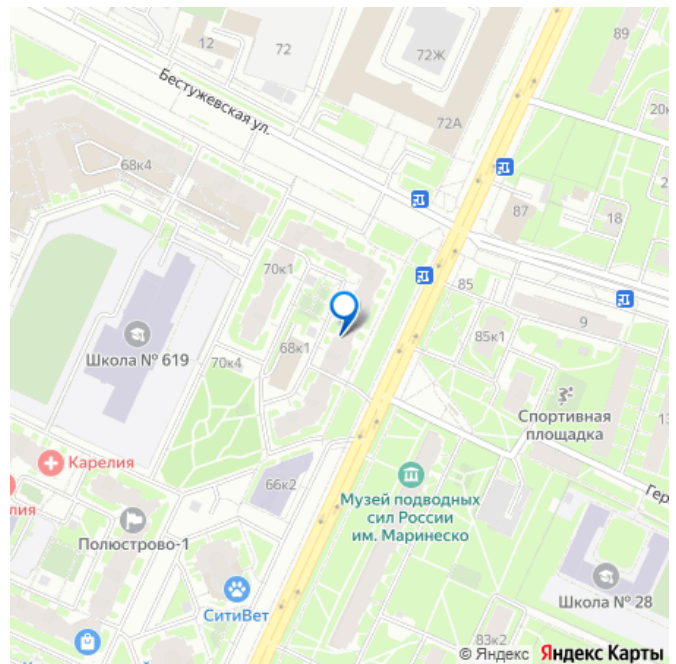 89
12
72
72Ж
Бестужевская ул.
72А
68к4
87
18
70к1
85
9
85к1
Школа № 619
70к4
68к1
Спортивная
площадка
Карелия
66к2
Музей подводных
сил России
им. Маринеско
Полюстрово-1
СитиВет
Школа № 28
83к2
© Яндекс Яндекс Карты